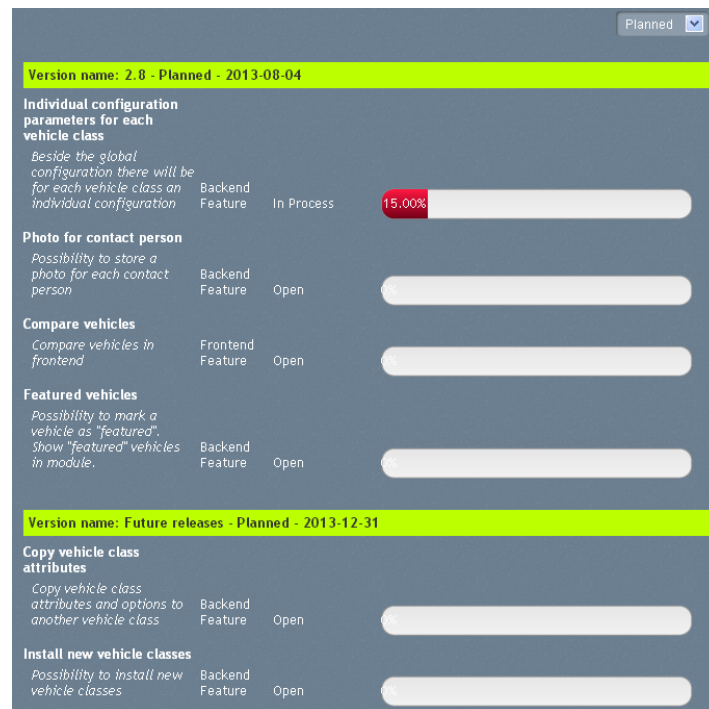 Planned
Version name: 2.8 - Planned - 2013-08-04
Individual configuration
parameters for each
vehicle class
Beside the global
configuration there will be
for each vehicle class an Backend
individual configuration Feature In Process 15.00%
Photo for contact person
Possibility to store a
photo for each contact Backend
person Feature Open 0%
Compare vehicles
Compare vehicles in Frontend
frontend Feature Open 0%
Featured vehicles
Possibility to mark a
vehicle as "featured".
Show "featured" vehicles Backend
in module. Feature Open 0%
Version name: Future releases - Planned - 2013-12-31
Copy vehicle class
attributes
Copy vehicle class
attributes and options to Backend
another vehicle class Feature Open 0%
Install new vehicle classes
Possibility to install new Backend
vehicle classes Feature Open 0%